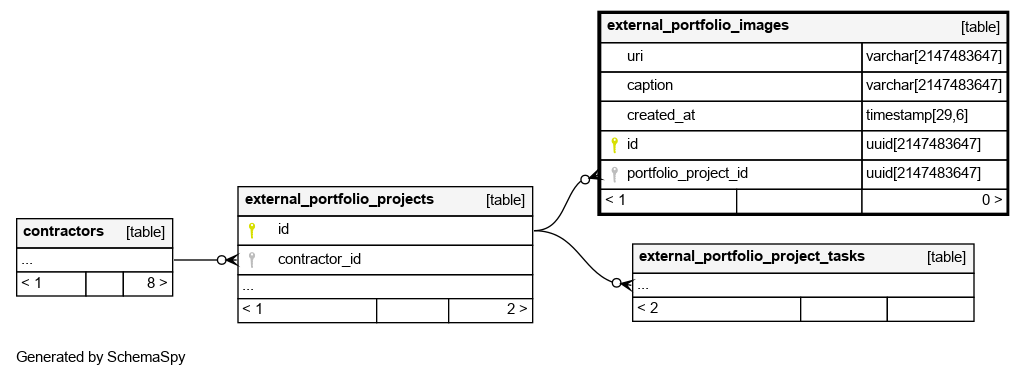 external_portfolio_images [table]
uri varchar[2147483647]
caption varchar[2147483647]
created_at timestamp[29,6]
id uuid[2147483647]
portfolio_project_id uuid[2147483647]
< 1 0 >
external_portfolio_projects [table]
id
contractor_id
...
< 1 2 >
contractors [table]
...
< 1 8 >
external_portfolio_project_tasks [table]
...
< 2
Generated by SchemaSpy